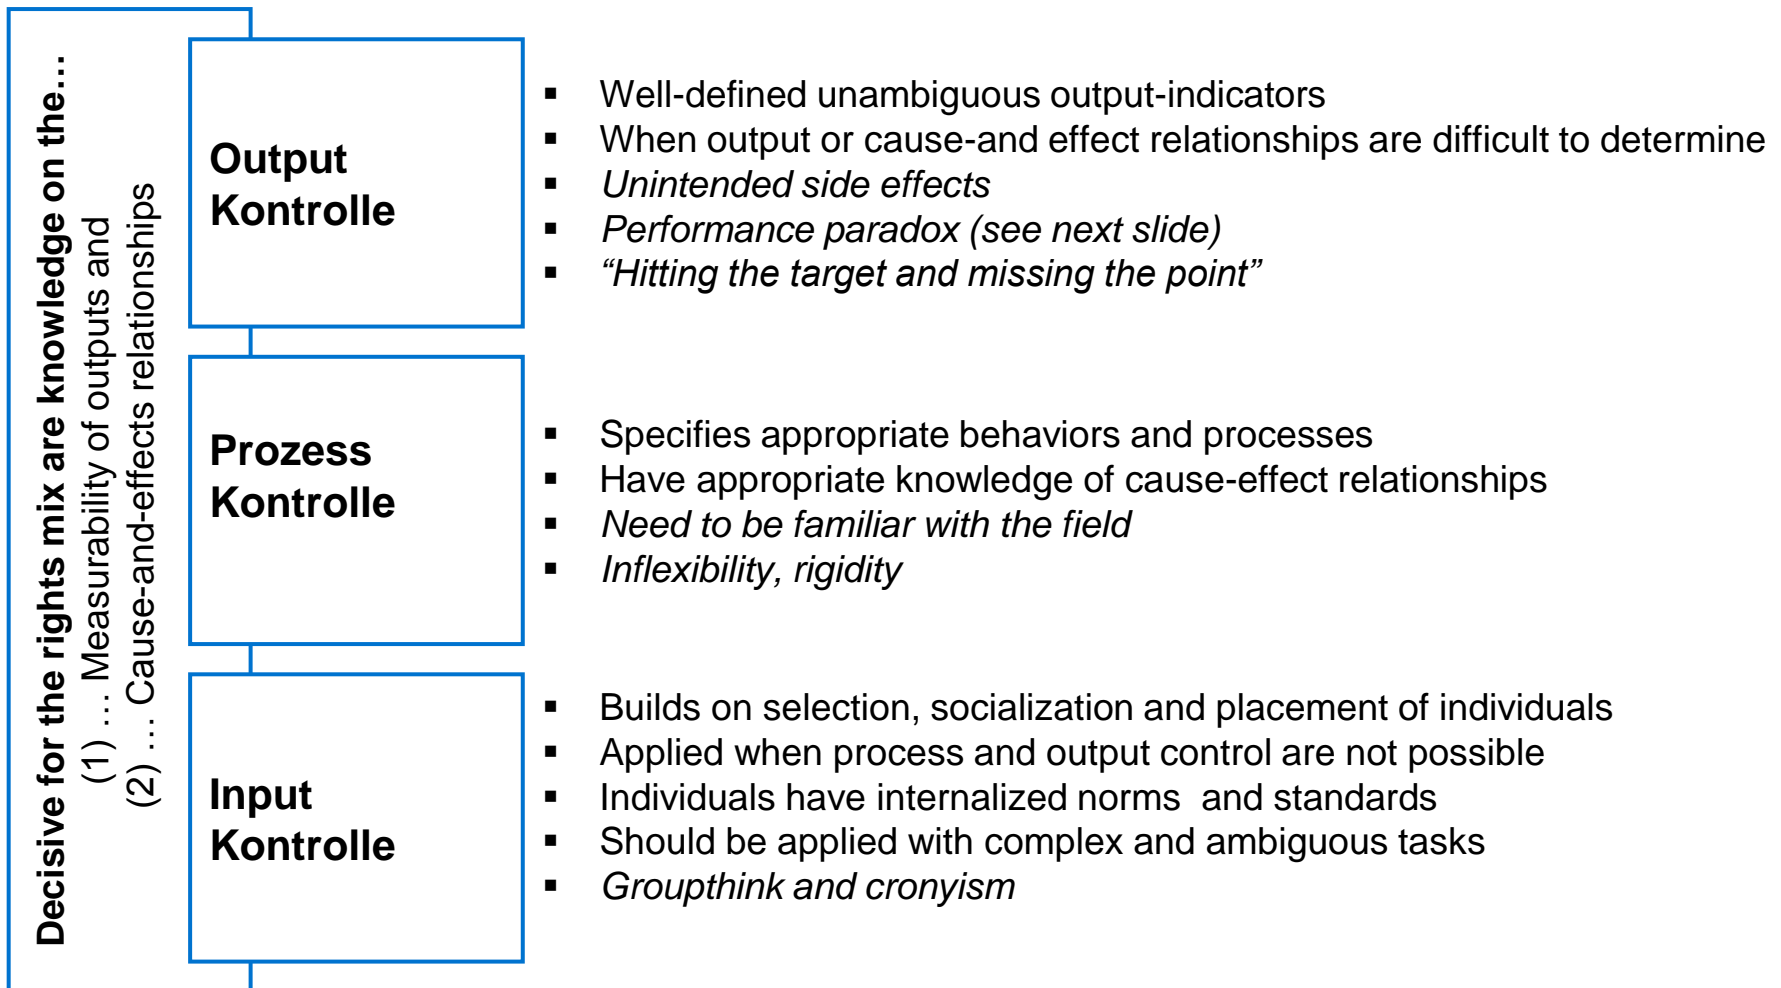 Decisive for the rights mix are knowledge on the…
(1) … Measurability of outputs and
(2) … Cause-and-effects relationships
Output
Kontrolle
▪ Well-defined unambiguous output-indicators
▪ When output or cause-and effect relationships are difficult to determine
▪ Unintended side effects
▪ Performance paradox (see next slide)
▪ “Hitting the target and missing the point”
Prozess
Kontrolle
▪ Specifies appropriate behaviors and processes
▪ Have appropriate knowledge of cause-effect relationships
▪ Need to be familiar with the field
▪ Inflexibility, rigidity
Input
Kontrolle
▪ Builds on selection, socialization and placement of individuals
▪ Applied when process and output control are not possible
▪ Individuals have internalized norms  and standards
▪ Should be applied with complex and ambiguous tasks
▪ Groupthink and cronyism